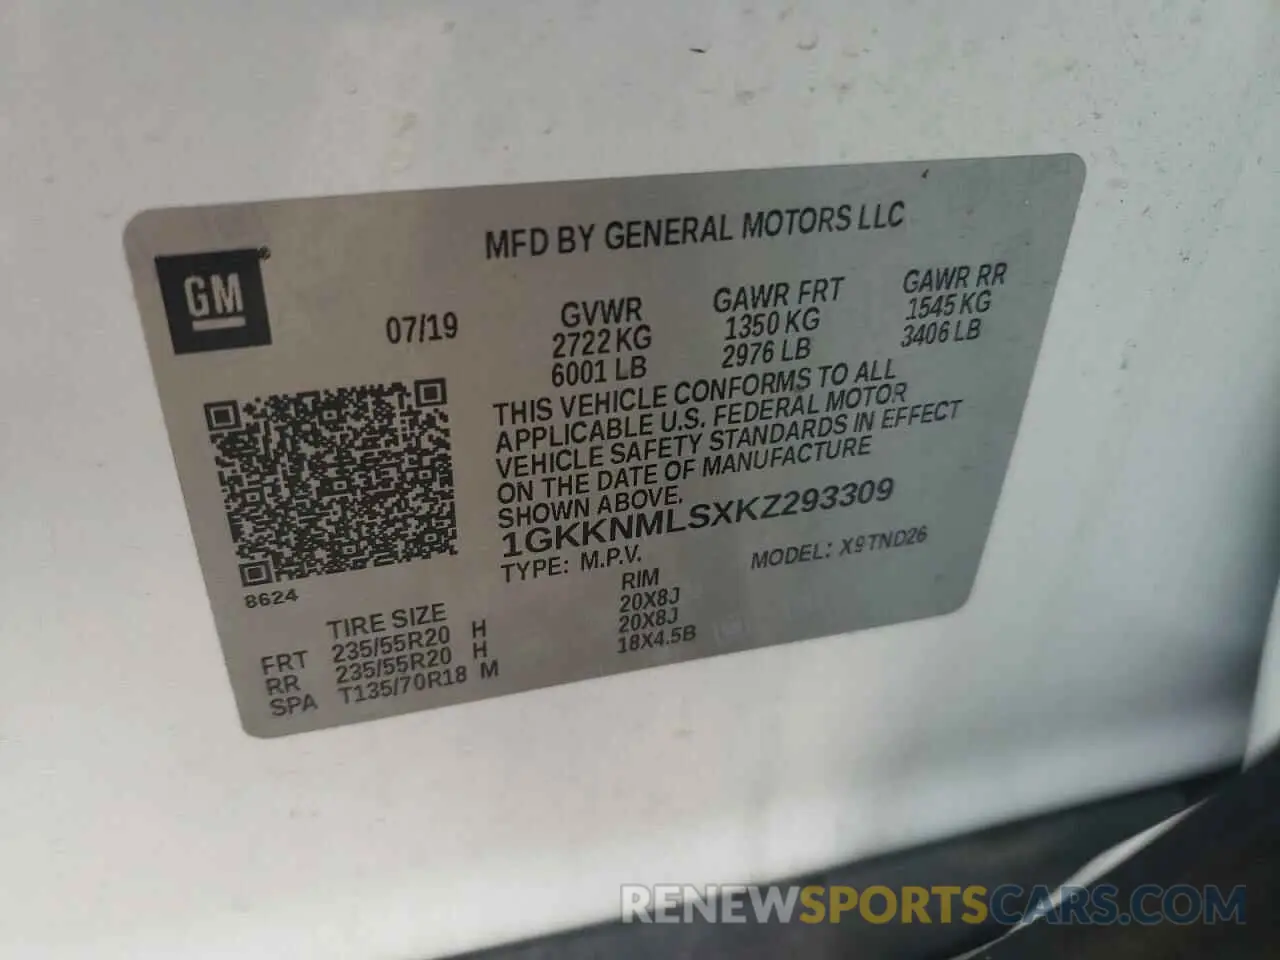 MFD BY GENERAL MOTORS LLC
GM
07/19
GVWR
2722 KG
6001 LB
GAWR FRT
1350 KG
2976 LB
GAWR RR
1545 KG
3406 LB
THIS VEHICLE CONFORMS TO ALL
APPLICABLE U.S. FEDERAL MOTOR
VEHICLE SAFETY STANDARDS IN EFFECT
ON THE DATE OF MANUFACTURE
SHOWN ABOVE.
1GKKNMLSXKZ293309
TYPE: M.P.V.
MODEL: X9TND26
8624
TIRE SIZE
RIM
FRT 235/55R20 H 20X8J
RR 235/55R20 H 20X8J
SPA T135/70R18 M 18X4.5B
RENEWSPORTSCARS.COM